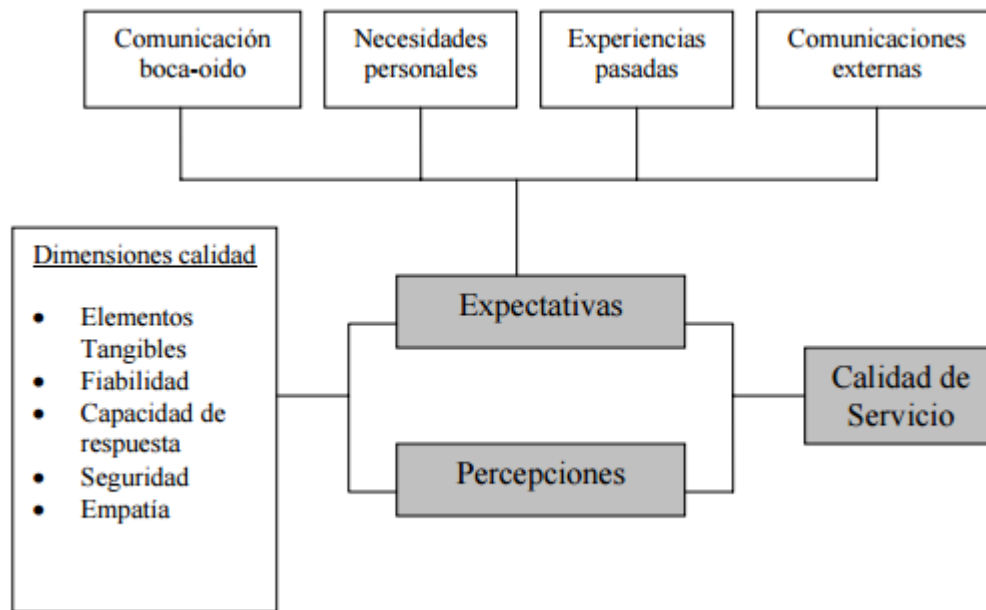 Comunicación
boca-oido
Necesidades
personales
Experiencias
pasadas
Comunicaciones
externas
Dimensiones calidad
• Elementos
Tangibles
• Fiabilidad
• Capacidad de
respuesta
• Seguridad
• Empatía
Expectativas
Percepciones
Calidad de
Servicio